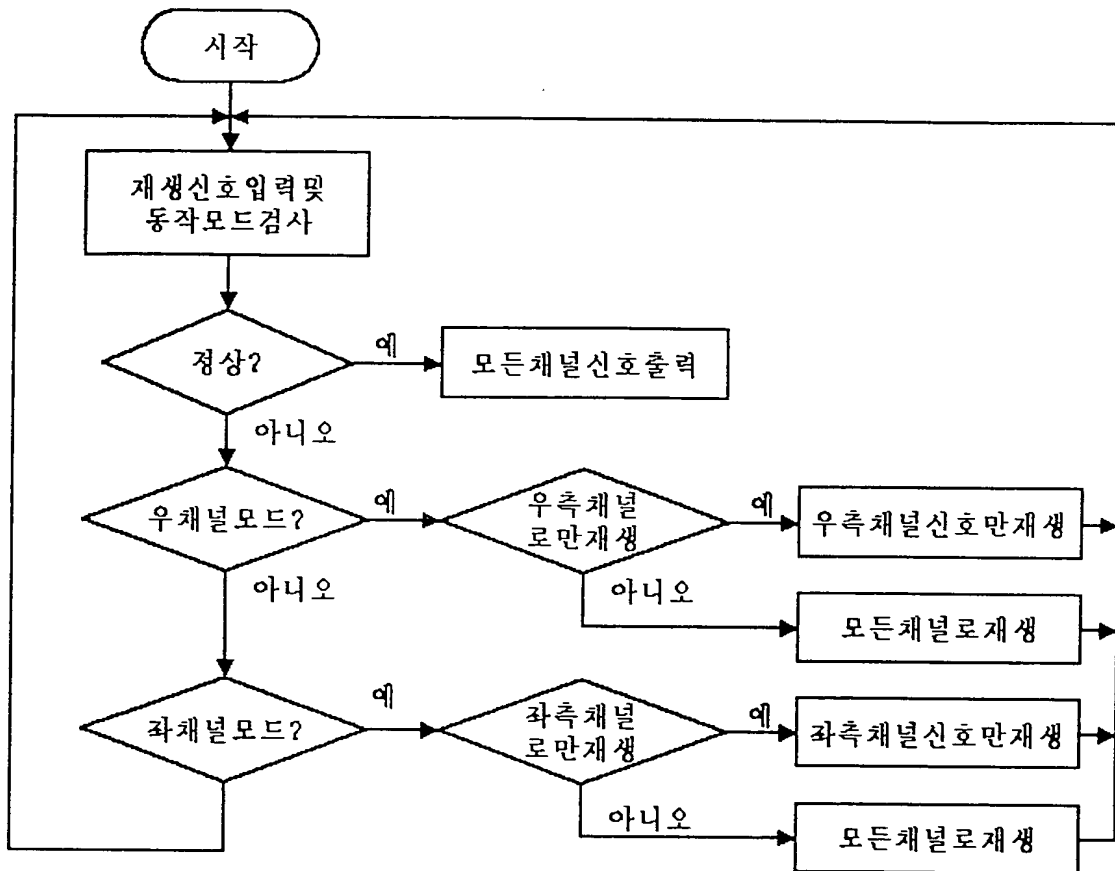 시작
재생신호입력및
동작모드검사
정상?
예
모든채널신호출력
아니오
우채널모드?
예
우측채널
로만재생
예
우측채널신호만재생
아니오
아니오
모든채널로재생
좌채널모드?
예
좌측채널
로만재생
예
좌측채널신호만재생
아니오
모든채널로재생